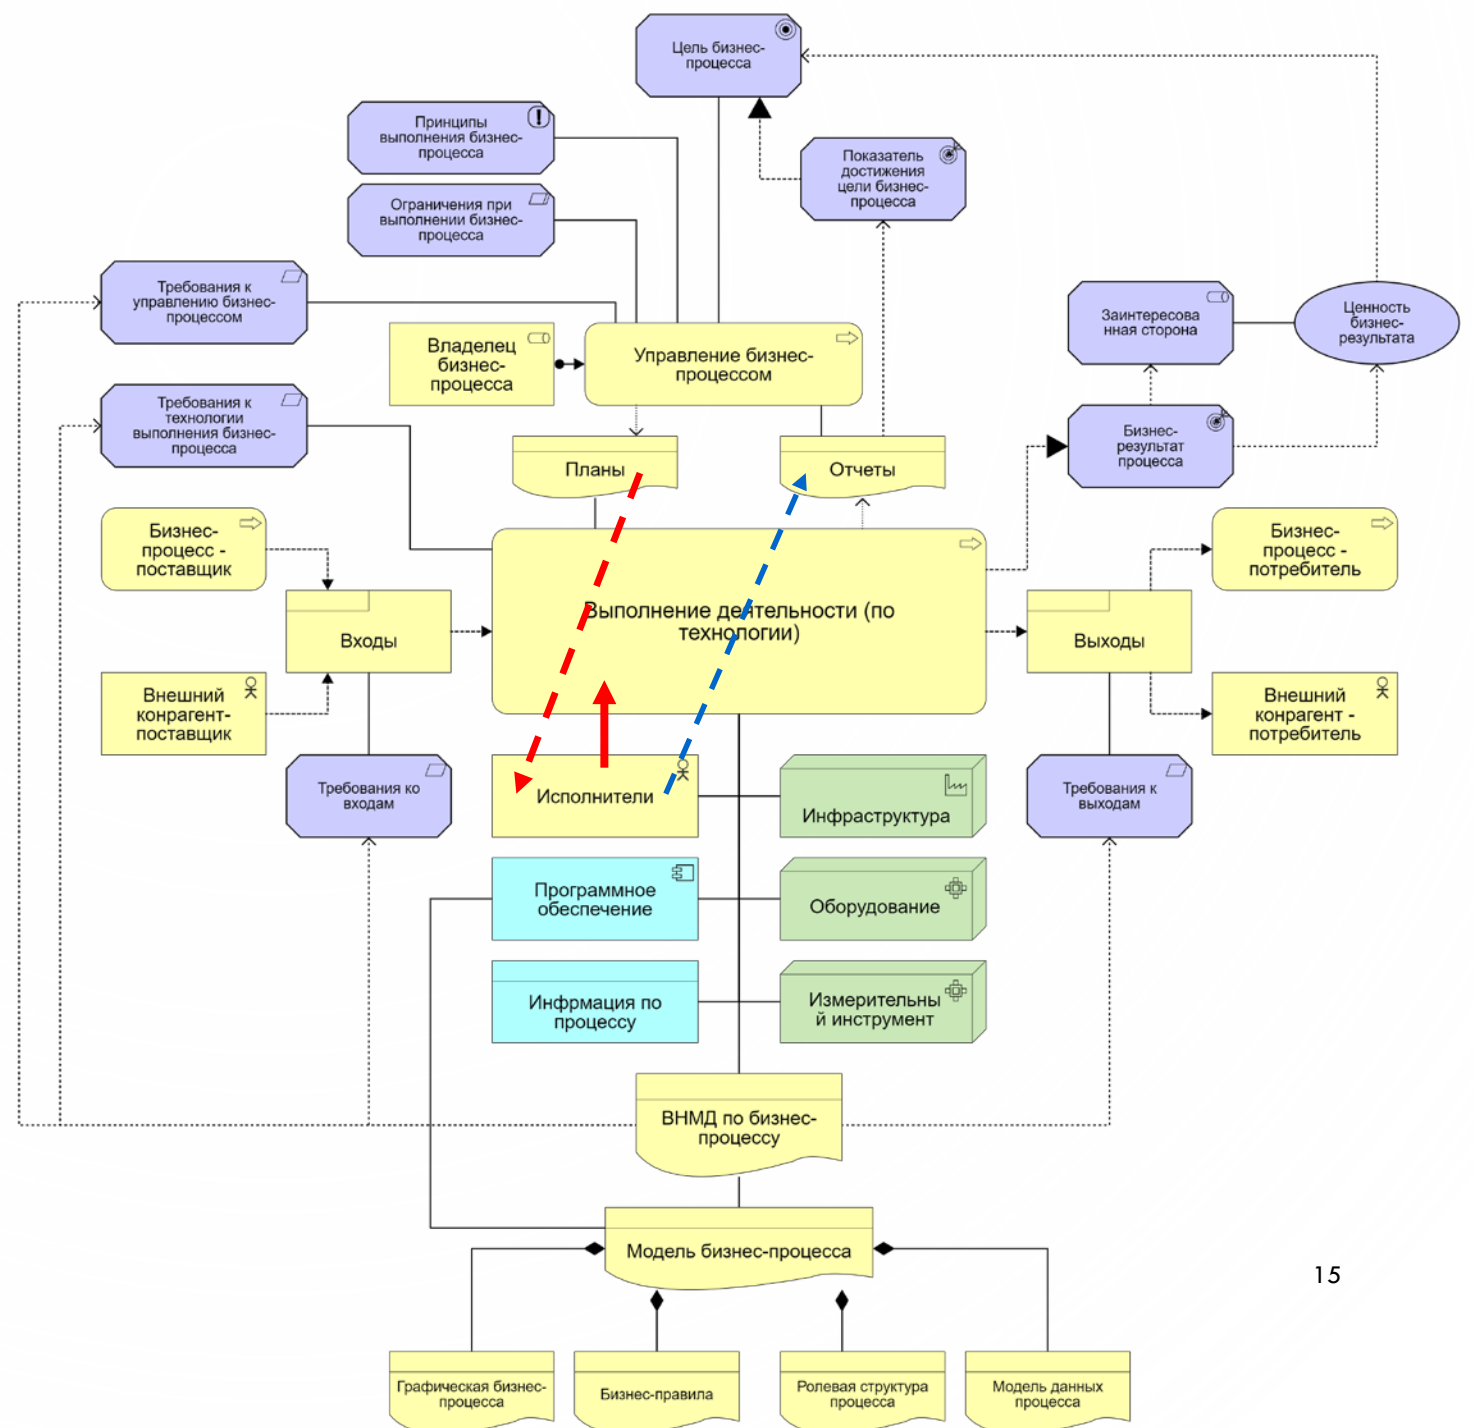 Цель бизнес-
процесса
Принципы
выполнения бизнес-
процесса
Показатель
достижения
цели бизнес-
процесса
Ограничения при
выполнении бизнес-
процесса
Требования к
управлению бизнес-
процессом
Заинтересова
нная сторона
Ценность
бизнес-
результата
Владелец
бизнес-
процесса
Управление бизнес-
процессом
Требования к
технологии
выполнения бизнес-
процесса
Бизнес-
результат
процесса
Планы
Отчеты
Бизнес-
процесс -
поставщик
Бизнес-
процесс -
потребитель
Входы
Выполнение деятельности (по
технологии)
Выходы
Внешний
конрагент-
поставщик
Внешний
конрагент -
потребитель
Требования ко
входам
Исполнители
Инфраструктура
Требования к
выходам
Программное
обеспечение
Оборудование
Инфрмация по
процессу
Измерительны
й инструмент
ВНМД по бизнес-
процессу
Модель бизнес-процесса
15
Графическая бизнес-
процесса
Бизнес-правила
Ролевая структура
процесса
Модель данных
процесса